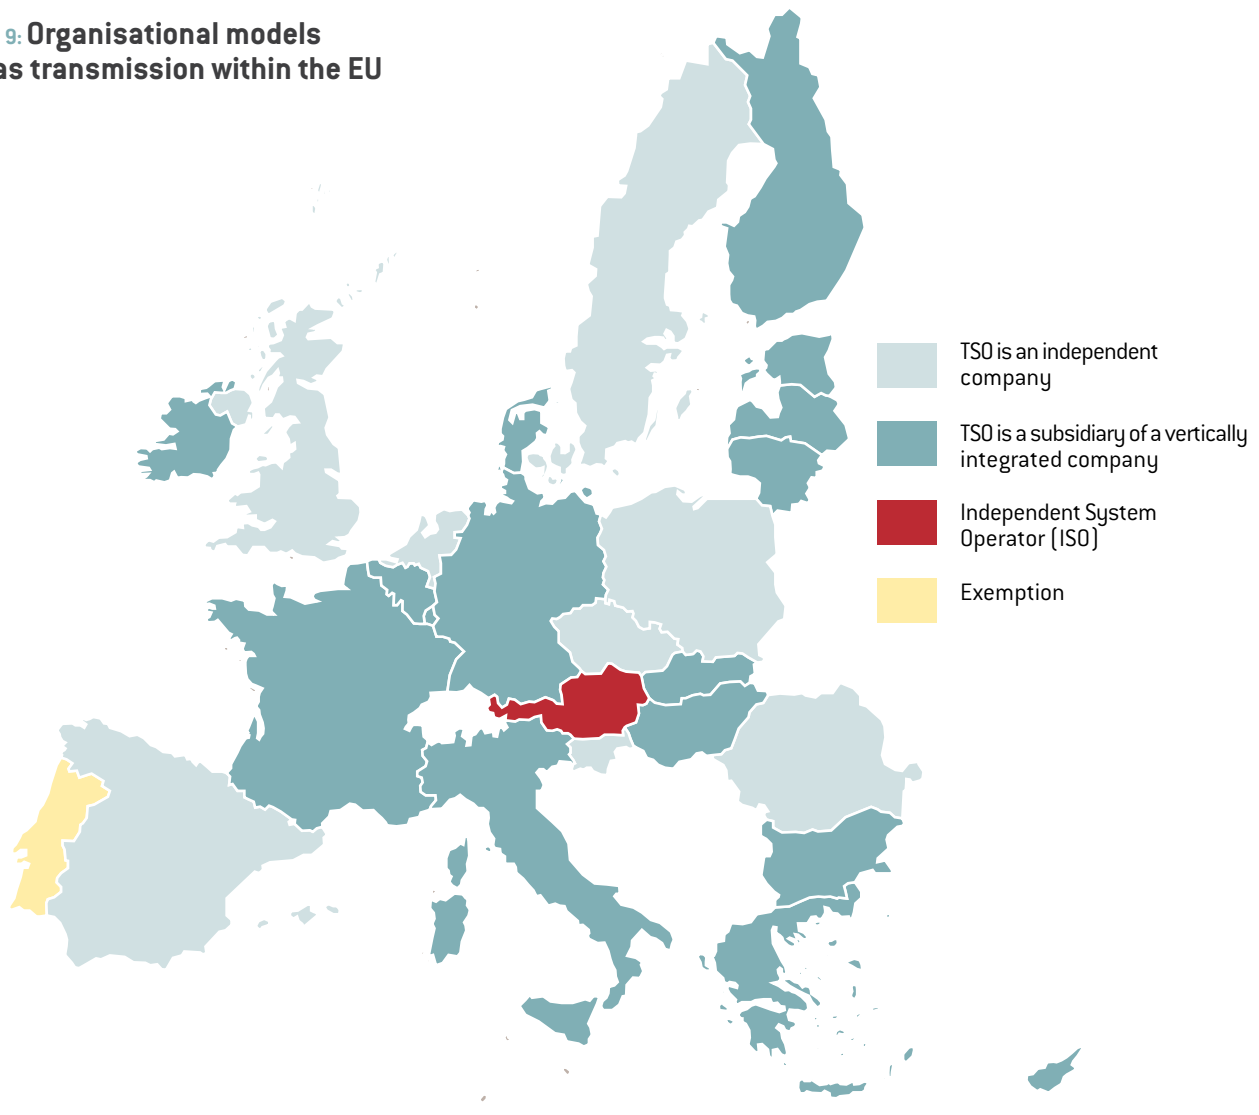 9: Organisational models
as transmission within the EU
TSO is an independent
company
TSO is a subsidiary of a vertically
integrated company
Independent System
Operator (ISO)
Exemption